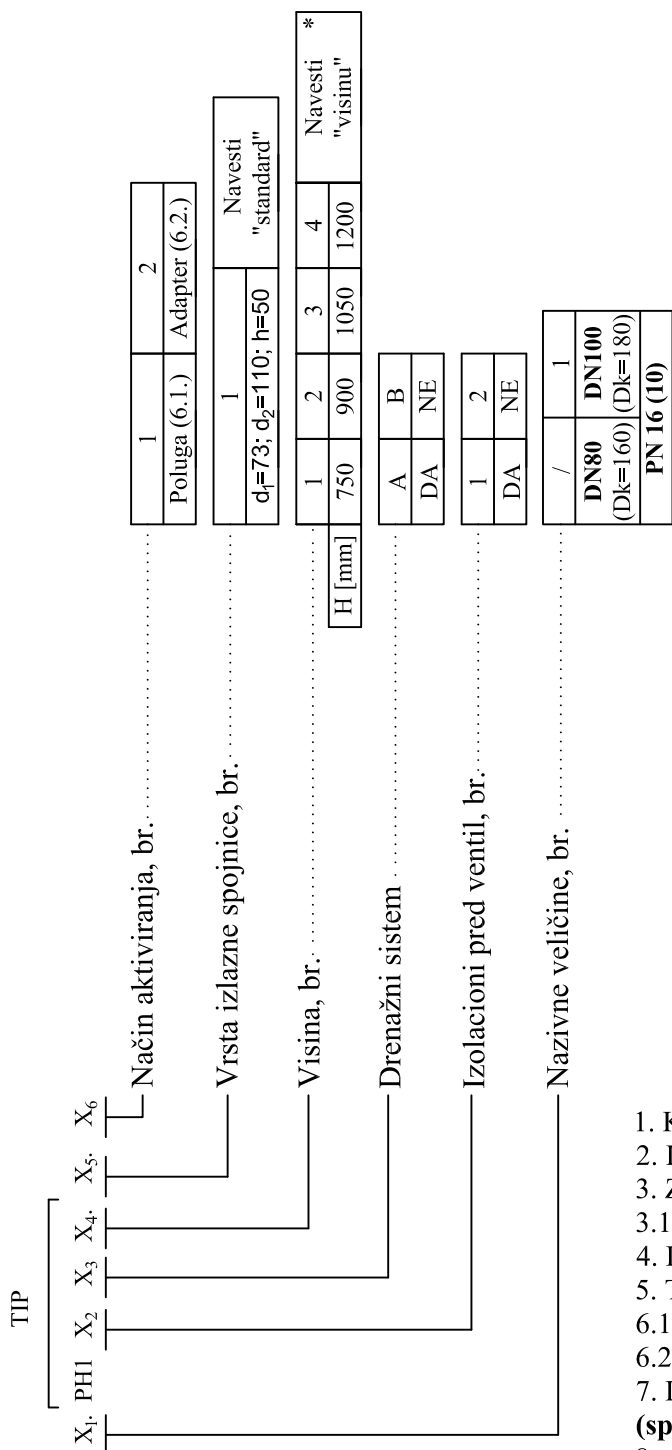 TIP
X₁. PH1 X₂ X₃ X₄. X₅. X₆
Način aktiviranja, br.
1 2
Poluga (6.1.) Adapter (6.2.)
Vrsta izlazne spojnice, br.
1 Navesti "standard"
d₁=73; d₂=110; h=50
Visina, br.
1 2 3 4 Navesti "visinu" *
H [mm] 750 900 1050 1200
Drenažni sistem
A B
DA NE
Izolacioni pred ventil, br.
1 2
DA NE
Nazivne veličine, br.
/ 1
DN80 DN100
(Dk=160) (Dk=180)
PN 16 (10)
1.
2.
3.
3.1
4.
5.
6.1
6.2
7.
(sp